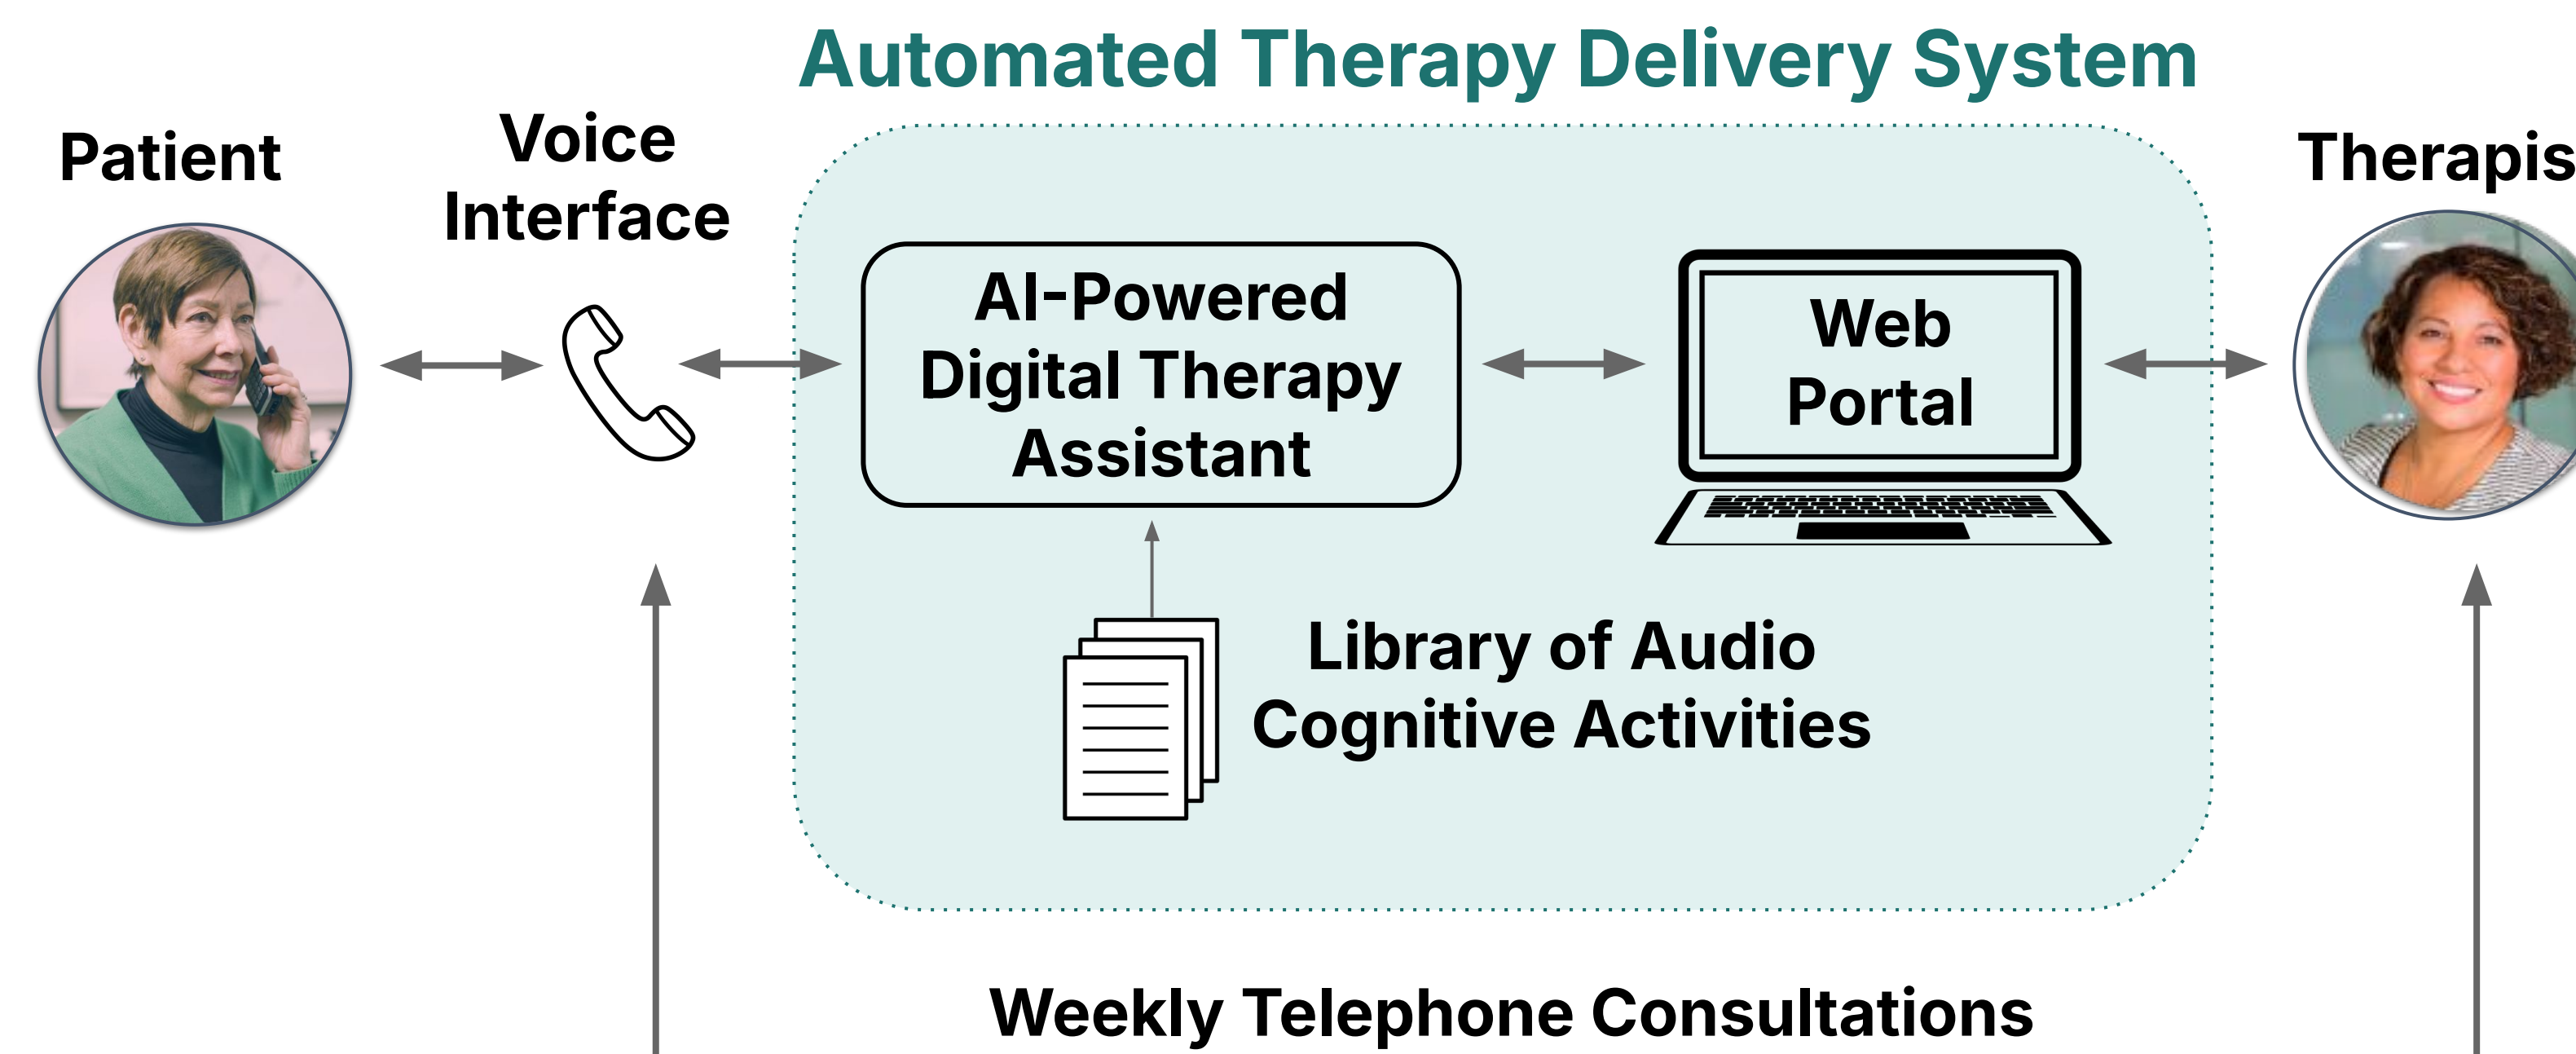 Automated Therapy Delivery System
Patient
Voice
Interface
Therapis
AI-Powered
Digital Therapy
Assistant
Web
Portal
Library of Audio
Cognitive Activities
Weekly Telephone Consultations